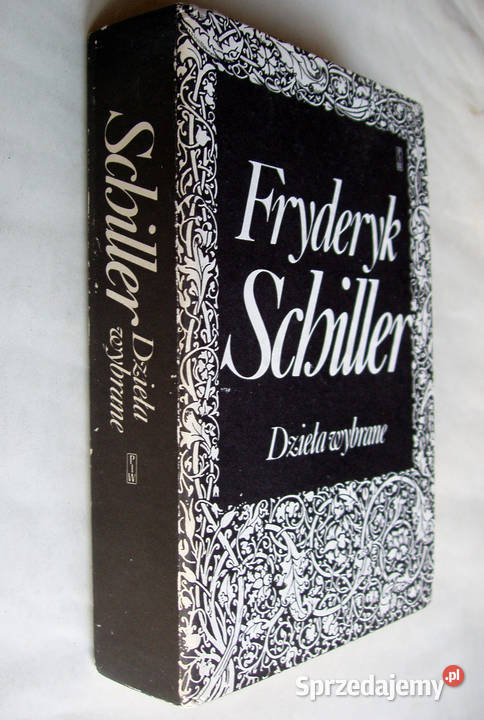 Schiller
Dzieła
wybrane
PIW
Fryderyk
Schiller
Dzieła wybrane
Sprzedajemy.pl